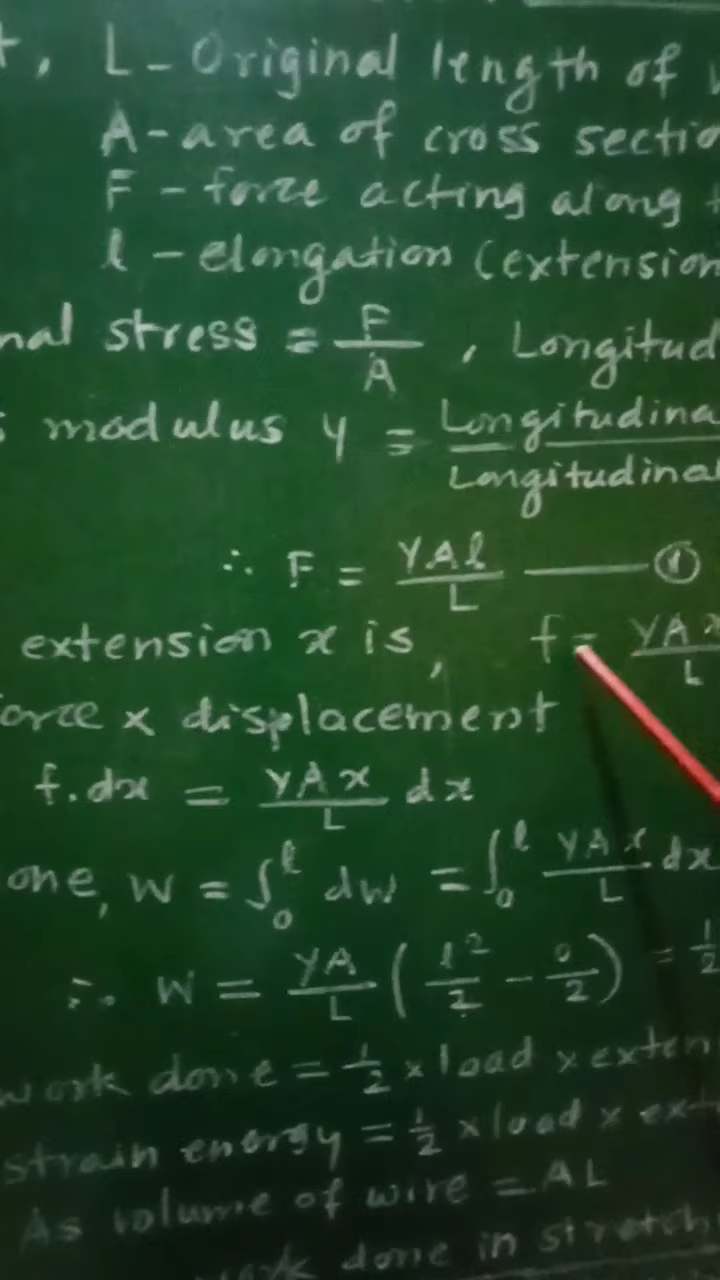 t, L - Original length of
A - area of cross sectio
F - force acting along
l - elongation (extension
nal stress = F/A , Longitud
s modulus Y = Longitudina/Longitudinal
∴ F = YAl/L —— ①
extension x is, f = YAx/L
orce x displacement
f.dx = YAx/L dx
one, W = ∫₀ˡ dw = ∫₀ˡ YAx/L dx
∴ W = YA/L (l²/2 - 0/2) = 1/2
work done = 1/2 x load x exten
strain energy = 1/2 x load x ext
As volume of wire = AL
work done in stretch